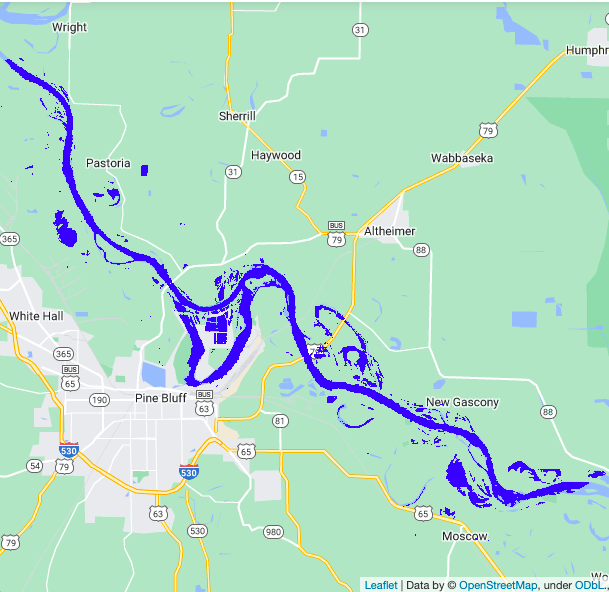 Wright
31
Humphr
Sherrill
79
Haywood
Wabbaseka
Pastoria
31
15
BUS
79
Altheimer
365
88
White Hall
365
BUS
65
190
Pine Bluff
BUS
63
New Gascony
88
81
530
65
54
79
530
65
63
530
980
Moscow
79
Leaflet | Data by © OpenStreetMap, under ODbL.